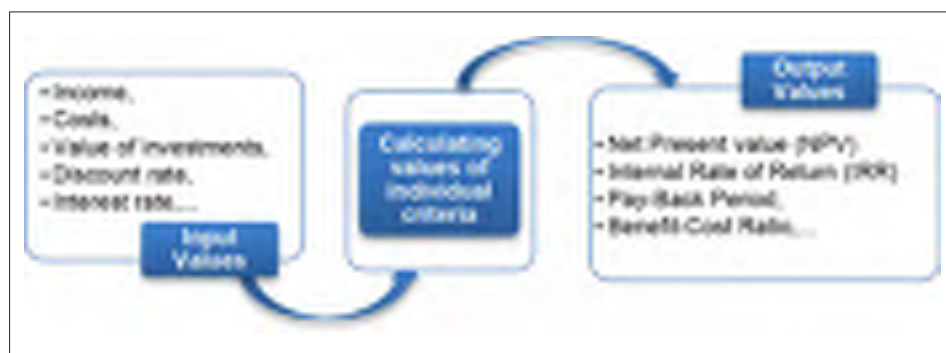 • Income,
• Costs,
• Value of investments,
• Discount rate,
• Interest rate,...
Input
Values
Calculating
values of
individual
criteria
Output
Values
• Net Present value (NPV)
• Internal Rate of Return (IRR)
• Pay-Back Period,
• Benefit-Cost Ratio,...